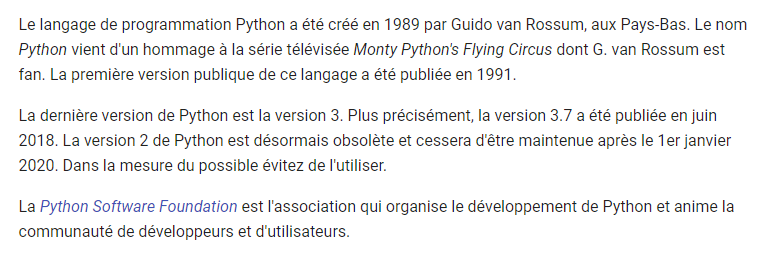 Le langage de programmation Python a été créé en 1989 par Guido van Rossum, aux Pays-Bas. Le nom
Python vient d'un hommage à la série télévisée Monty Python's Flying Circus dont G. van Rossum est
fan. La première version publique de ce langage a été publiée en 1991.
La dernière version de Python est la version 3. Plus précisément, la version 3.7 a été publiée en juin
2018. La version 2 de Python est désormais obsolète et cessera d'être maintenue après le 1er janvier
2020. Dans la mesure du possible évitez de l'utiliser.
La Python Software Foundation est l'association qui organise le développement de Python et anime la
communauté de développeurs et d'utilisateurs.